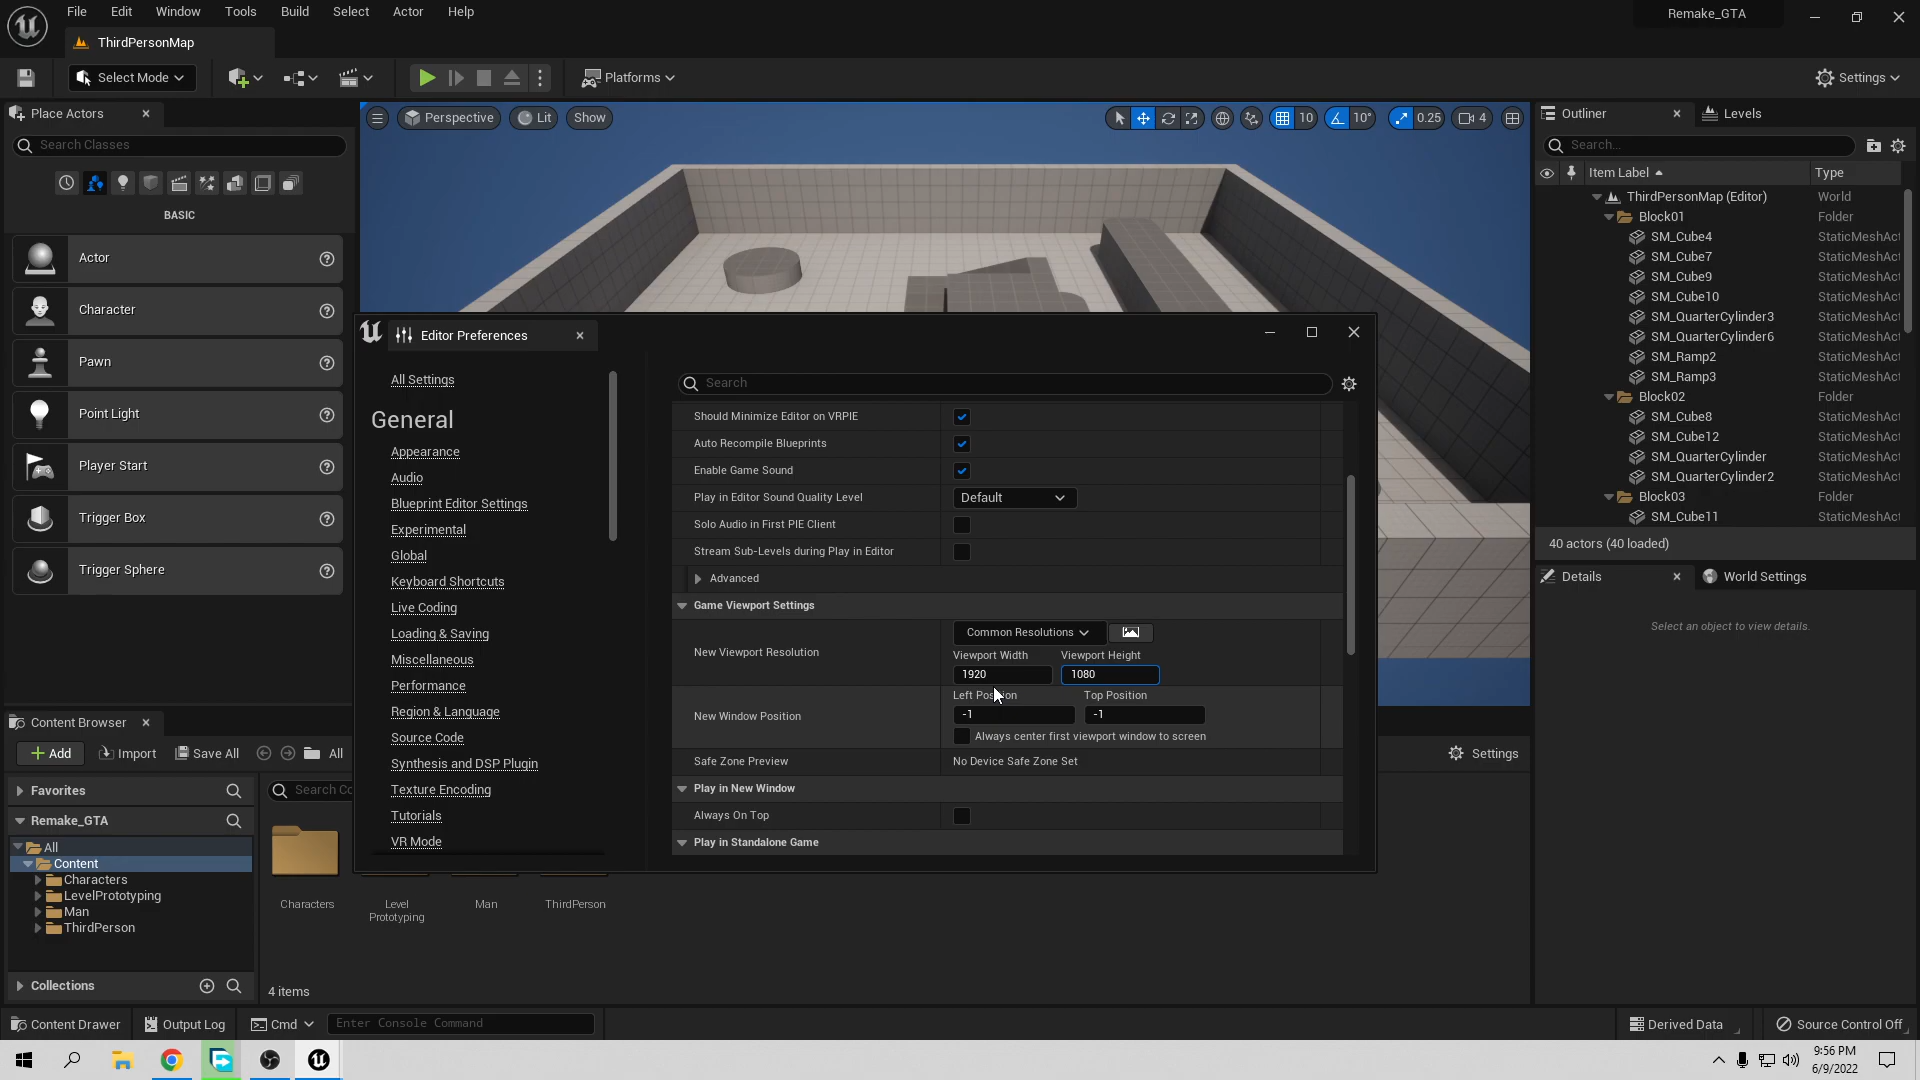 File Edit Window Tools Build Select Actor Help
Remake_GTA
ThirdPersonMap
Select Mode
Platforms
Settings
Place Actors
Search Classes
BASIC
Actor
Character
Pawn
Point Light
Player Start
Trigger Box
Trigger Sphere
Perspective Lit Show
10 10° 0.25 4
Outliner Levels
Search...
Item Label Type
ThirdPersonMap (Editor) World
Block01 Folder
SM_Cube4 StaticMeshAct
SM_Cube7 StaticMeshAct
SM_Cube9 StaticMeshAct
SM_Cube10 StaticMeshAct
SM_QuarterCylinder3 StaticMeshAct
SM_QuarterCylinder6 StaticMeshAct
SM_Ramp2 StaticMeshAct
SM_Ramp3 StaticMeshAct
Block02 Folder
SM_Cube8 StaticMeshAct
SM_Cube12 StaticMeshAct
SM_QuarterCylinder StaticMeshAct
SM_QuarterCylinder2 StaticMeshAct
Block03 Folder
SM_Cube11 StaticMeshAct
40 actors (40 loaded)
Details World Settings
Select an object to view details.
Editor Preferences
All Settings
General
Appearance
Audio
Blueprint Editor Settings
Experimental
Global
Keyboard Shortcuts
Live Coding
Loading & Saving
Miscellaneous
Performance
Region & Language
Source Code
Synthesis and DSP Plugin
Texture Encoding
Tutorials
VR Mode
Search
Should Minimize Editor on VRPIE
Auto Recompile Blueprints
Enable Game Sound
Play in Editor Sound Quality Level Default
Solo Audio in First PIE Client
Stream Sub-Levels during Play in Editor
Advanced
Game Viewport Settings
Common Resolutions
New Viewport Resolution
Viewport Width Viewport Height
1920 1080
Left Position Top Position
New Window Position
-1 -1
Always center first viewport window to screen
Safe Zone Preview No Device Safe Zone Set
Play in New Window
Always On Top
Play in Standalone Game
Content Browser
Add Import Save All All
Settings
Favorites
Search Co
Remake_GTA
All
Content
Characters
LevelPrototyping
Man
ThirdPerson
Characters
Level
Prototyping
Man
ThirdPerson
Collections
4 items
Content Drawer Output Log Cmd Enter Console Command
Derived Data Source Control Off
9:56 PM
6/9/2022